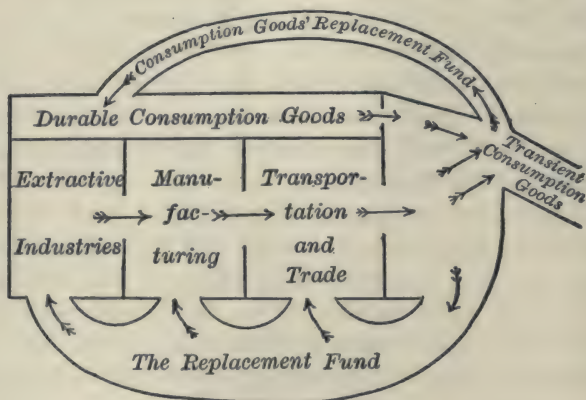 Consumption Goods' Replacement Fund
Durable Consumption Goods
Transient
Consumption
Goods
Extractive
Industries
Manu-
fac-
turing
Transpor-
tation
and
Trade
The Replacement Fund